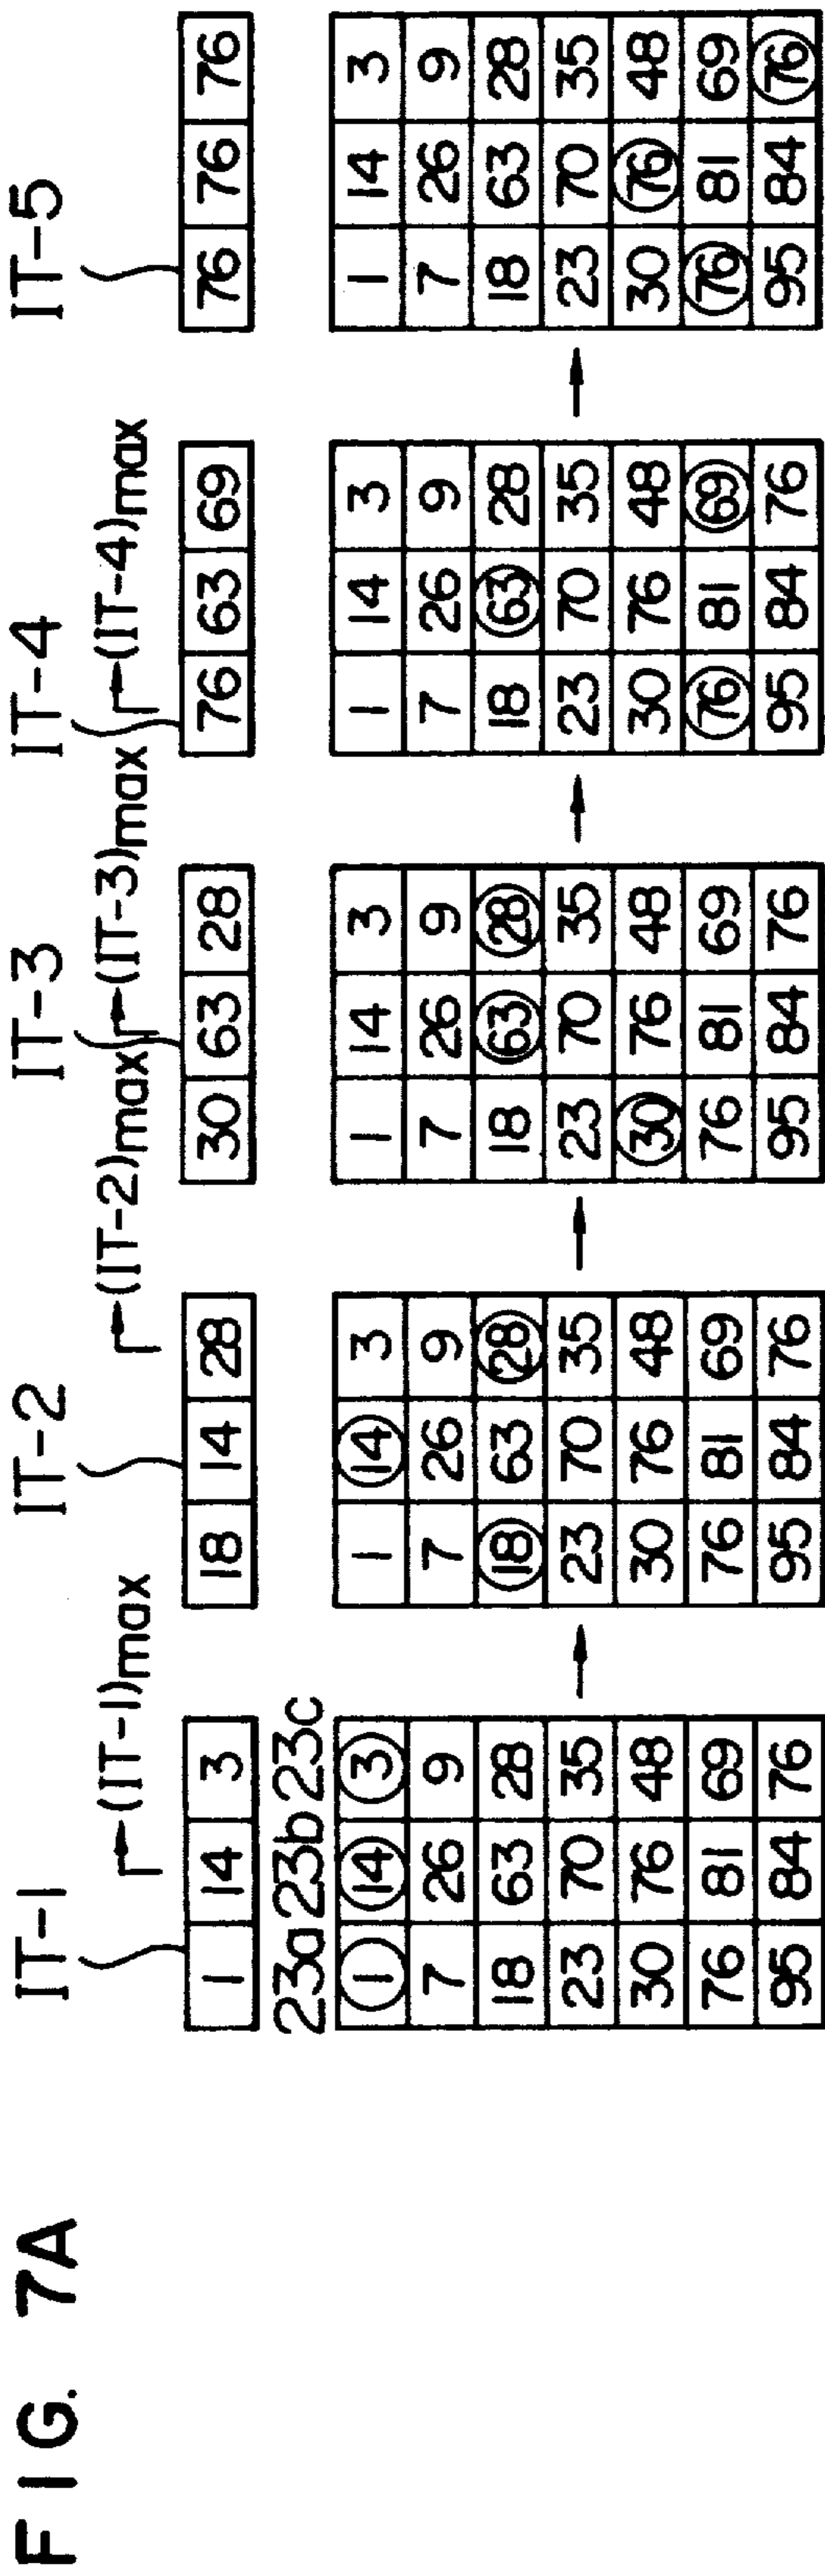 FIG. 7A
IT-1 IT-2 IT-3 IT-4 IT-5
(IT-1)max (IT-2)max (IT-3)max (IT-4)max
1 14 3 18 14 28 30 63 28 76 63 69 76 76 76
23a 23b 23c
1 14 3 1 14 3 1 14 3 1 14 3 1 14 3
7 26 9 7 26 9 7 26 9 7 26 9 7 26 9
18 63 28 18 63 28 18 63 28 18 63 28 18 63 28
23 70 35 23 70 35 23 70 35 23 70 35 23 70 35
30 76 48 30 76 48 30 76 48 30 76 48 30 76 48
76 81 69 76 81 69 76 81 69 76 81 69 76 81 69
95 84 76 95 84 76 95 84 76 95 84 76 95 84 76